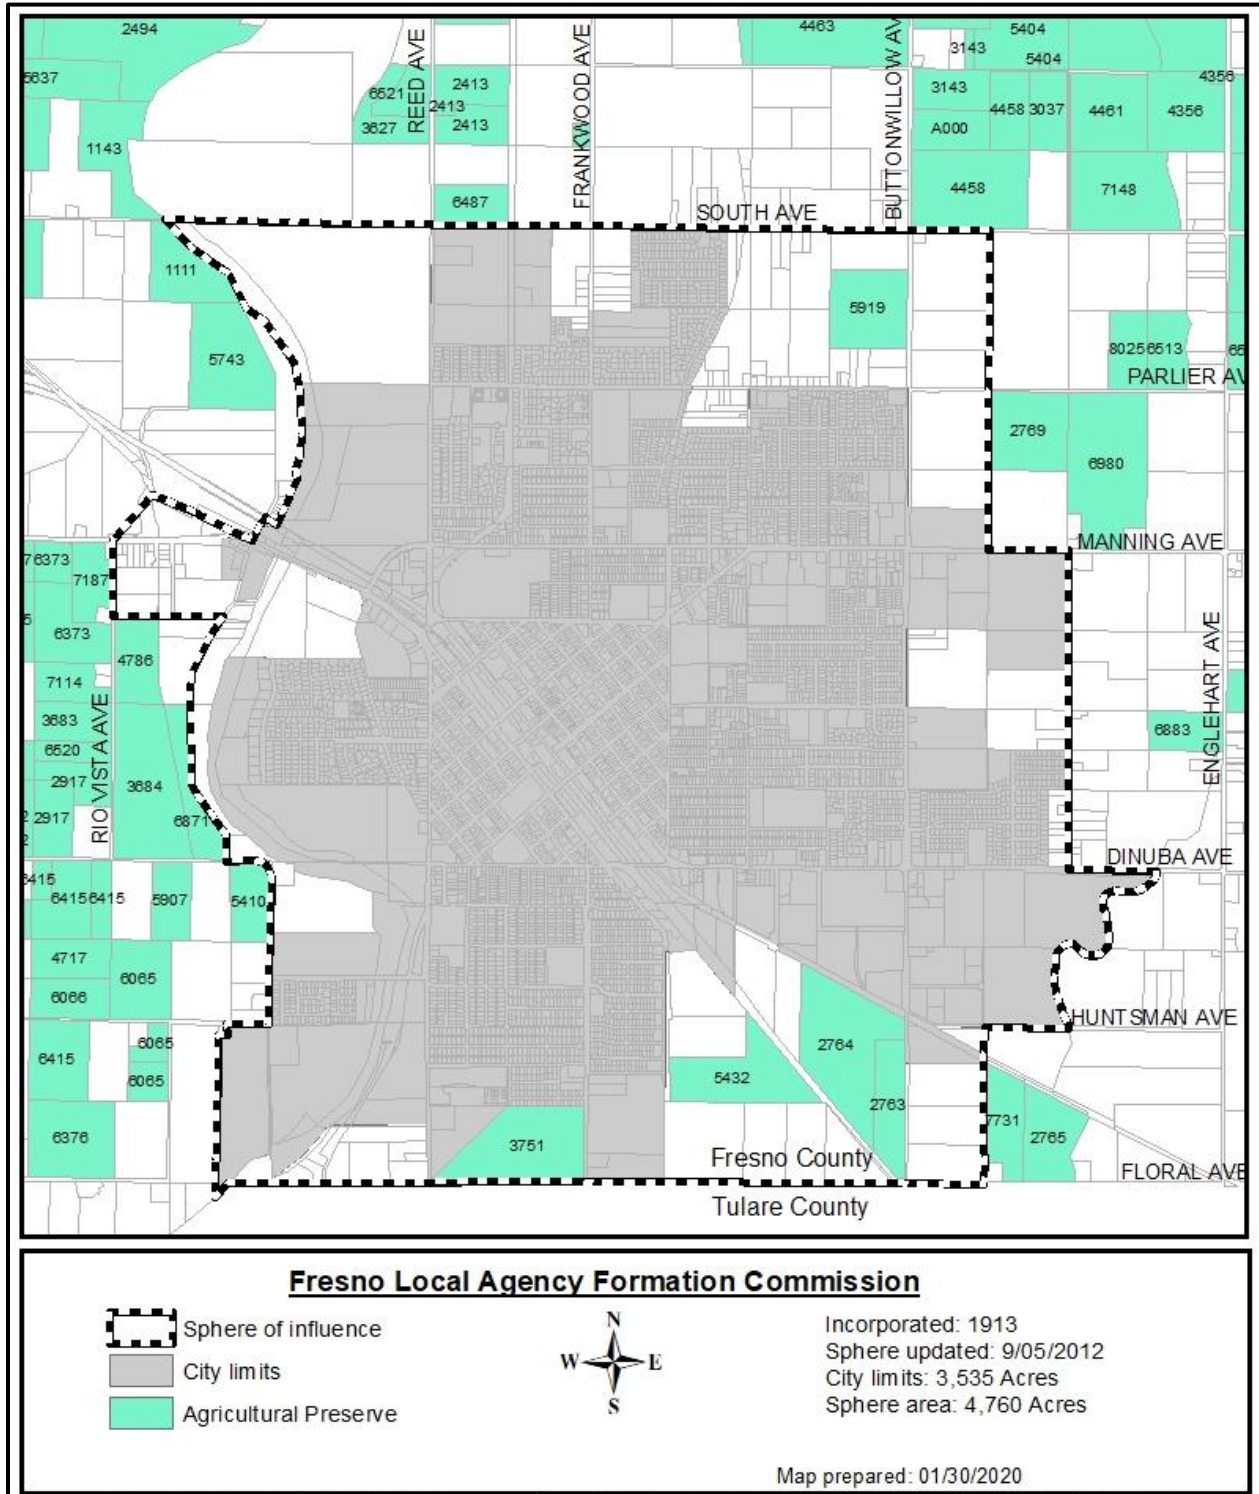 2494
4463
5404
3143
5404
5637
4356
REED AVE
FRANKWOOD AVE
BUTTONWILLOW AV
6521
2413
2413
3143
4458
3037
4461
4356
3627
2413
A000
1143
4458
7148
6487
SOUTH AVE
1111
5919
5743
8025
6513
65
PARLIER AV
2769
6980
MANNING AVE
7
6373
7187
5
6373
4786
7114
ENGLEHART AVE
RIO VISTA AVE
3683
6883
6520
2917
3684
2917
6871
2
2
DINUBA AVE
6415
6415
6415
5907
5410
4717
6065
6066
HUNTSMAN AVE
6065
6415
2764
6065
5432
2763
7731
2765
6376
3751
Fresno County
FLORAL AVE
Tulare County
Fresno Local Agency Formation Commission
Sphere of influence
City limits
Agricultural Preserve
N
W
E
S
Incorporated: 1913
Sphere updated: 9/05/2012
City limits: 3,535 Acres
Sphere area: 4,760 Acres
Map prepared: 01/30/2020